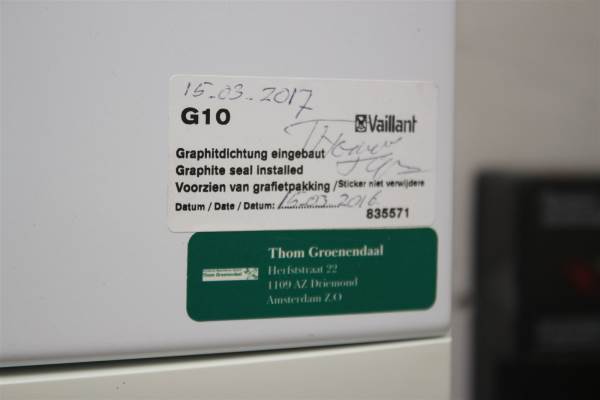 15-03-2017
G10
Vaillant
Graphitdichtung eingebaut
Graphite seal installed
Voorzien van grafietpakking / Sticker niet verwijdere
Datum / Date / Datum: 15-03-2016
835571
Thom Groenendaal
Thom Groenendaal
Herfststraat 22
1109 AZ Driemond
Amsterdam Z.O